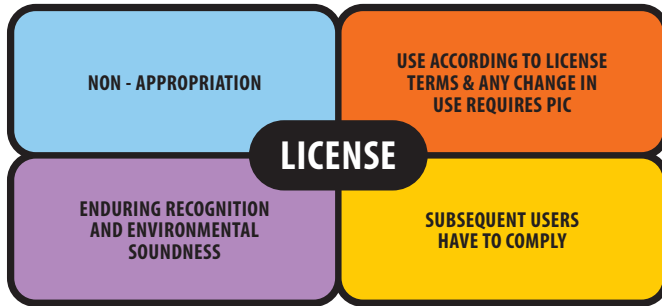 NON - APPROPRIATION
USE ACCORDING TO LICENSE
TERMS & ANY CHANGE IN
USE REQUIRES PIC
LICENSE
ENDURING RECOGNITION
AND ENVIRONMENTAL
SOUNDNESS
SUBSEQUENT USERS
HAVE TO COMPLY